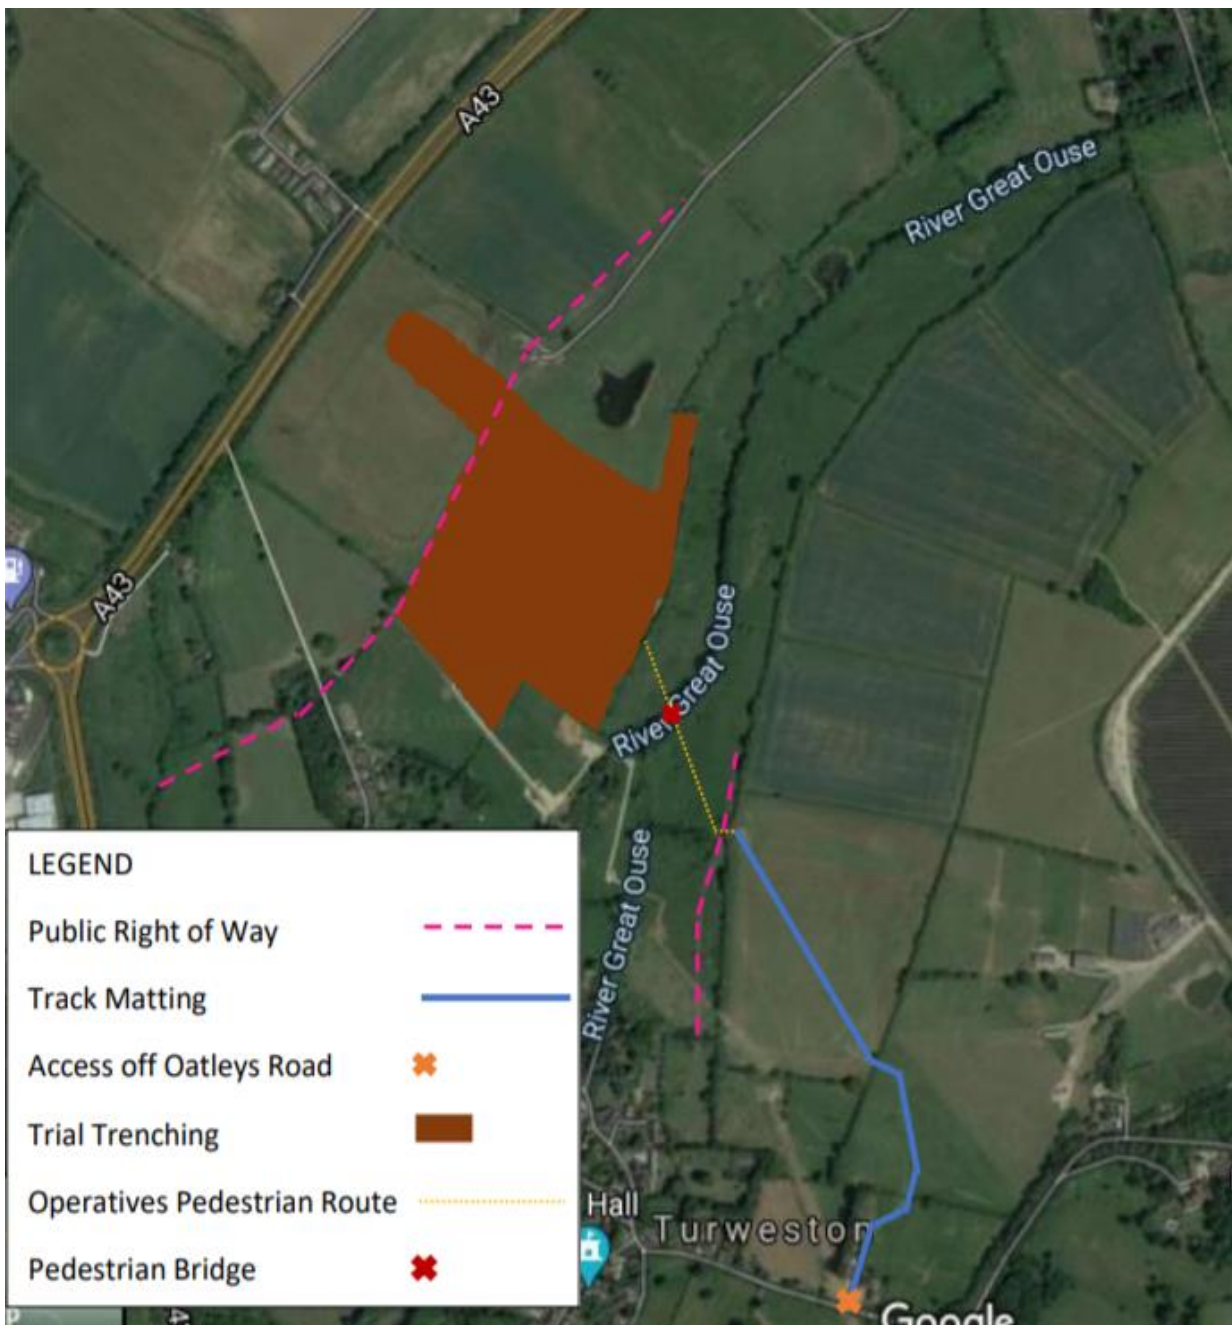 A43
River Great Ouse
A43
River Great Ouse
River Great Ouse
LEGEND
Public Right of Way
Track Matting
Access off Oatleys Road
Trial Trenching
Operatives Pedestrian Route
Pedestrian Bridge
Hall
Turweston
Google